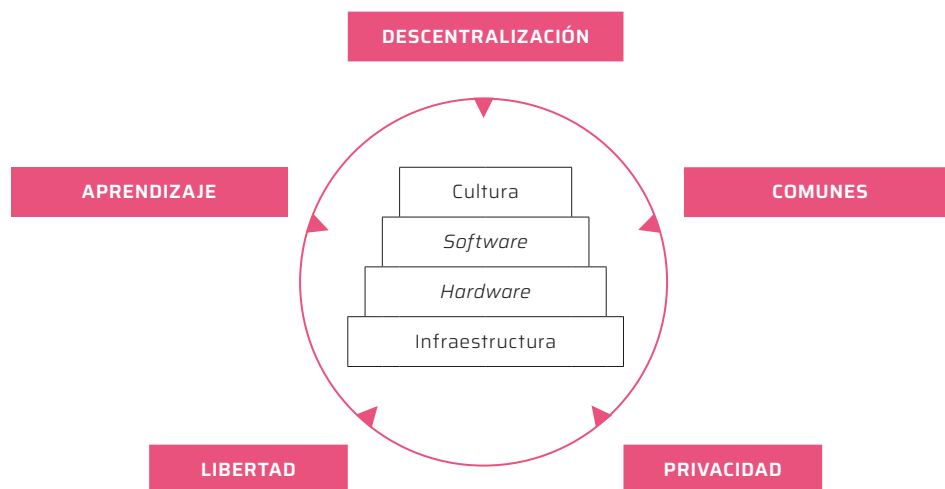 DESCENTRALIZACIÓN
APRENDIZAJE
COMUNES
Cultura
Software
Hardware
Infraestructura
LIBERTAD
PRIVACIDAD